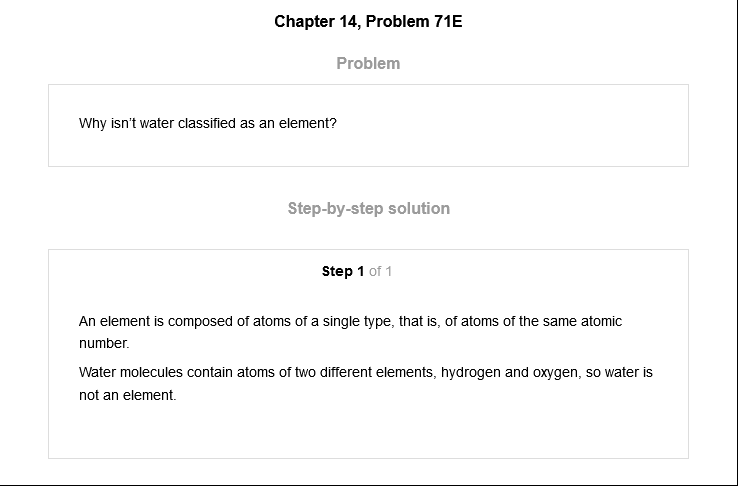 Chapter 14, Problem 71E
Problem
Why isn't water classified as an element?
Step-by-step solution
Step 1 of 1
An element is composed of atoms of a single type, that is, of atoms of the same atomic
number.
Water molecules contain atoms of two different elements, hydrogen and oxygen, so water is
not an element.